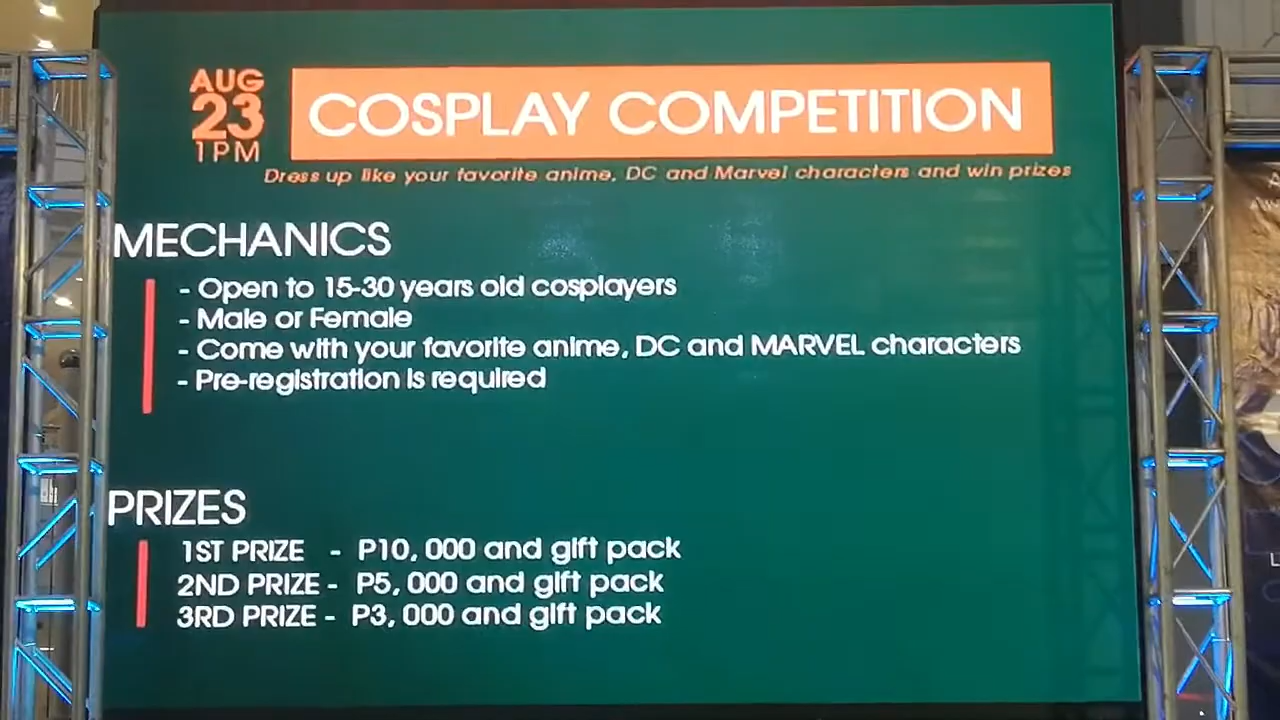 AUG
23
1PM
COSPLAY COMPETITION
Dress up like your favorite anime, DC and Marvel characters and win prizes
MECHANICS
- Open to 15-30 years old cosplayers
- Male or Female
- Come with your favorite anime, DC and MARVEL characters
- Pre-registration is required
PRIZES
1ST PRIZE - P10, 000 and gift pack
2ND PRIZE - P5, 000 and gift pack
3RD PRIZE - P3, 000 and gift pack